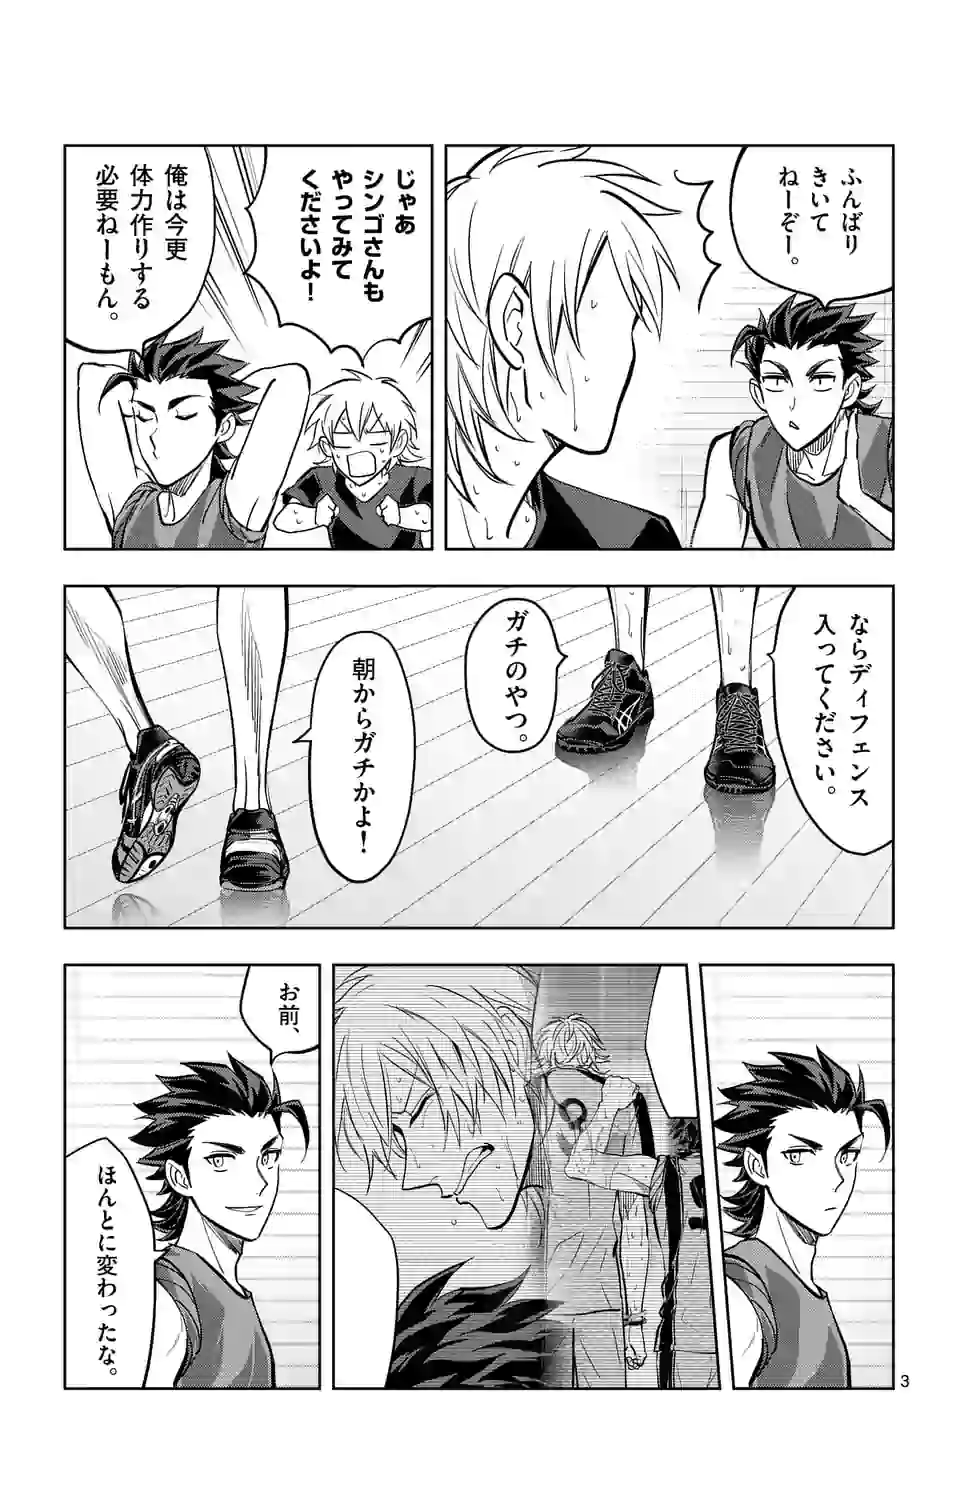 ふんばり
きいて
ねーぞー。
じゃあ
シンゴさんも
やってみて
くださいよ！
俺は今更
体力作りする
必要ねーもん。
ならディフェンス
入ってください。
ガチのやつ。
朝からガチかよ！
お前、
ほんとに変わったな。
3